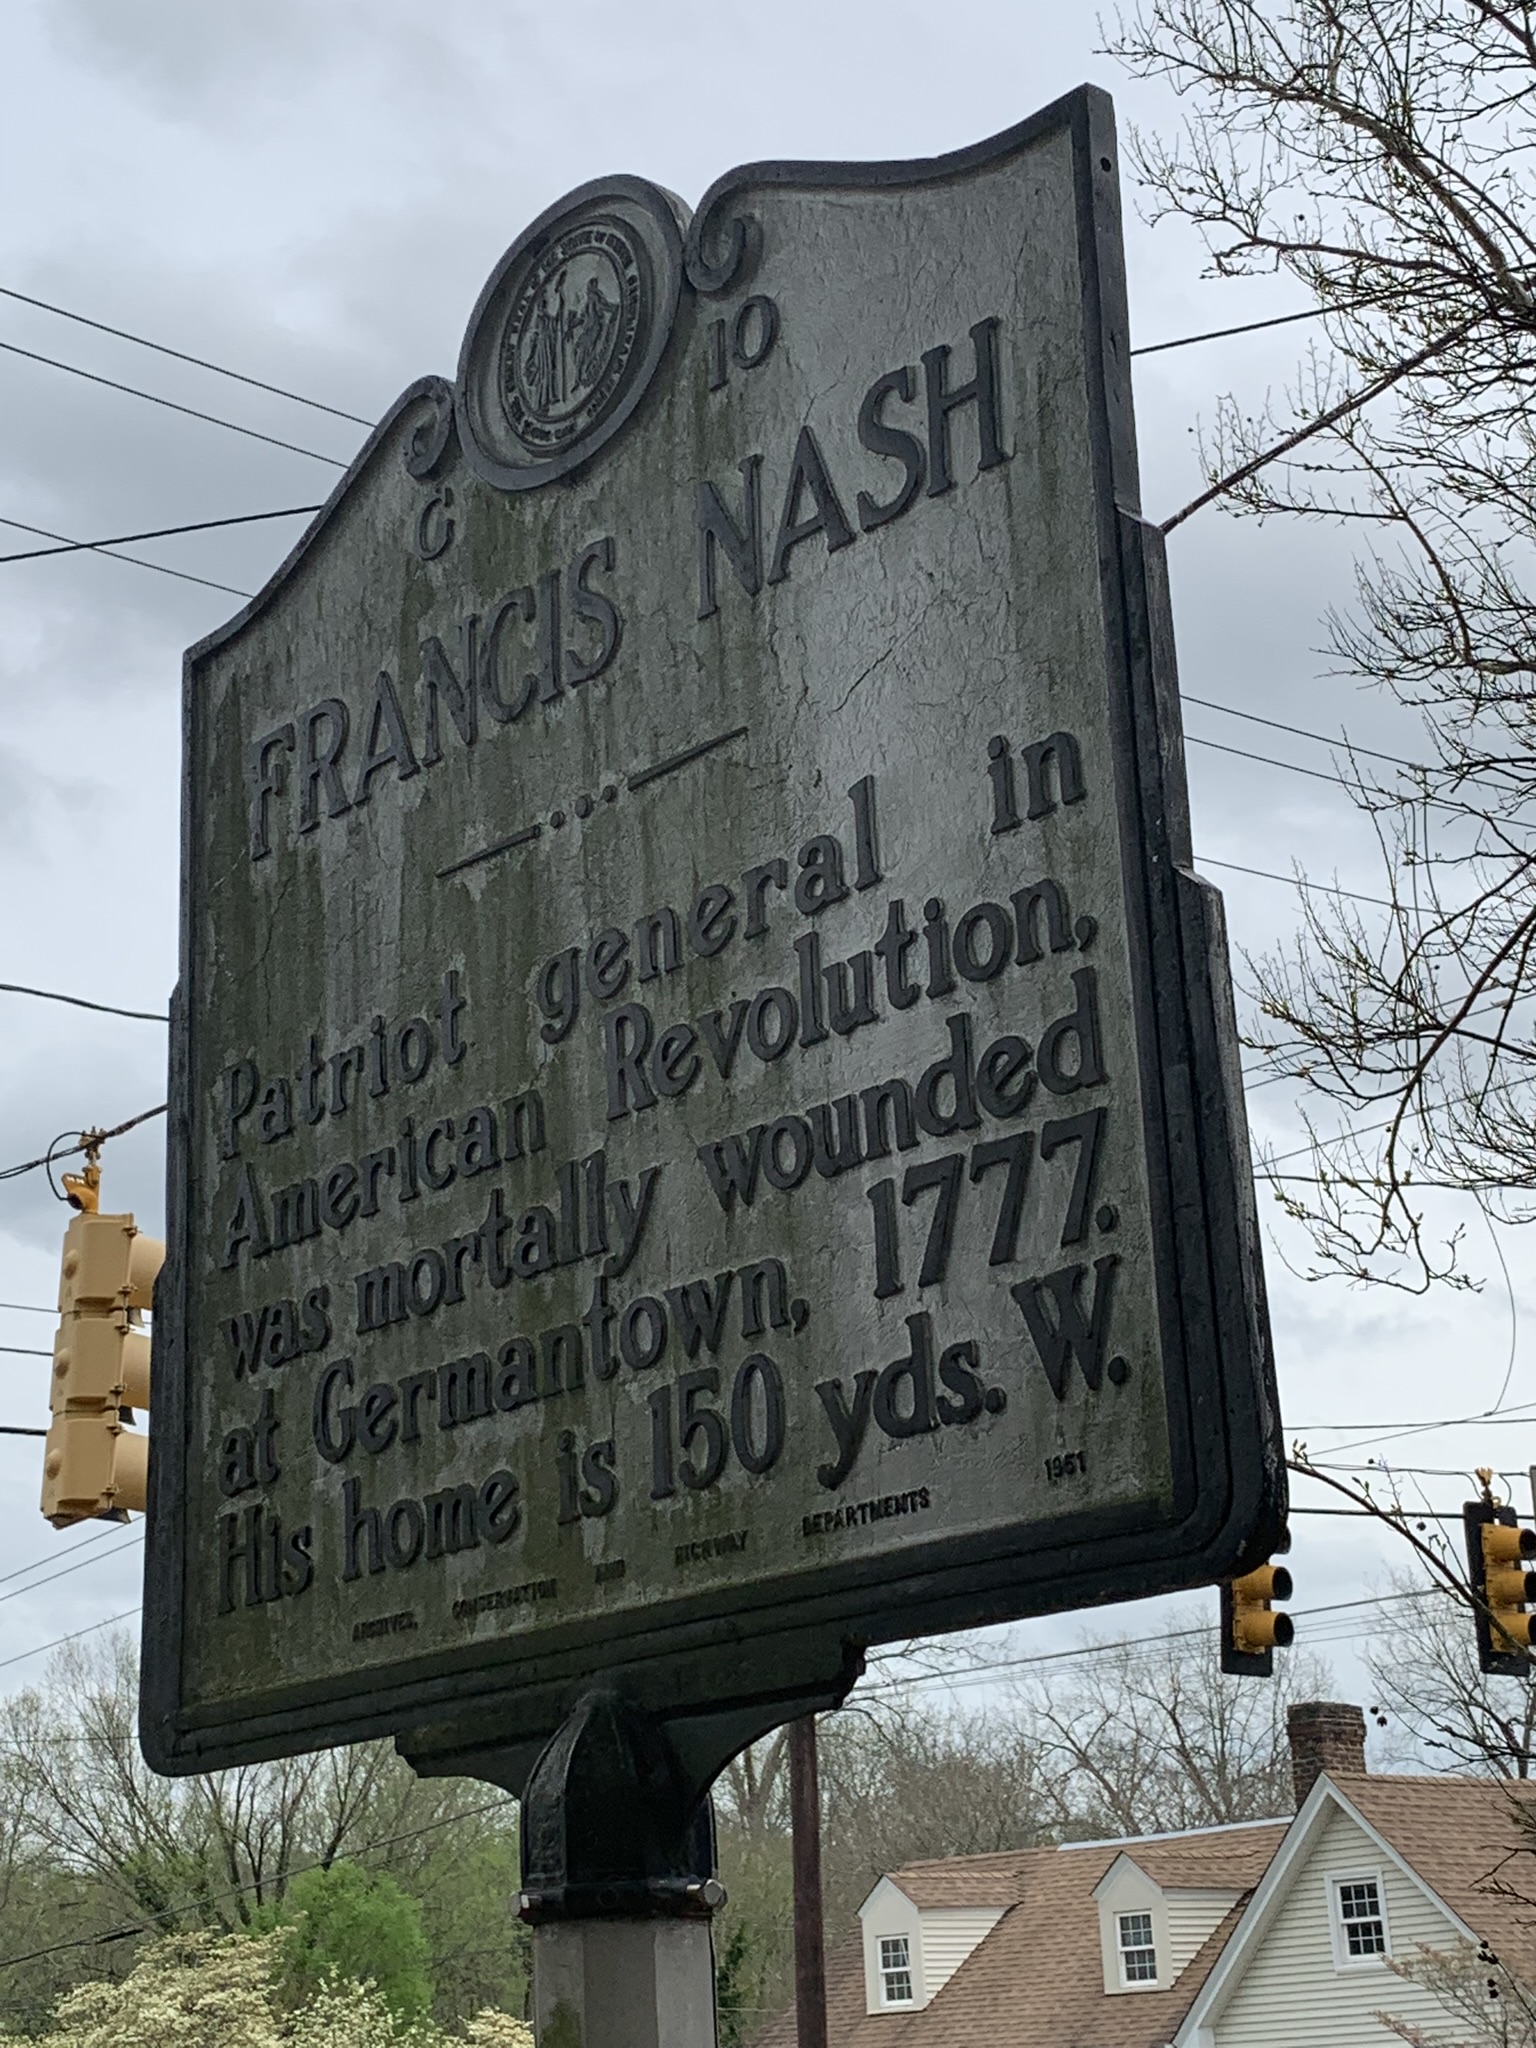 C 10
FRANCIS NASH
Patriot general in
American Revolution,
was mortally wounded
at Germantown, 1777.
His home is 150 yds. W.
ARCHIVES, CONSERVATION AND HIGHWAY DEPARTMENTS 1951